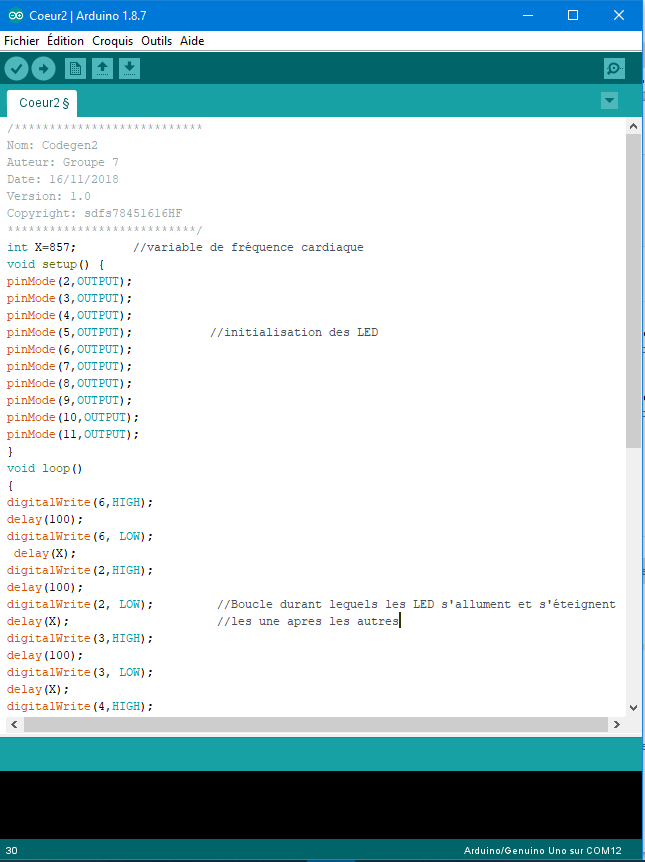 Coeur2 | Arduino 1.8.7
Fichier Édition Croquis Outils Aide
Coeur2 §
/***************************
Nom: Codegen2
Auteur: Groupe 7
Date: 16/11/2018
Version: 1.0
Copyright: sdfs78451616HF
***************************/
int X=857; //variable de fréquence cardiaque
void setup() {
pinMode(2,OUTPUT);
pinMode(3,OUTPUT);
pinMode(4,OUTPUT);
pinMode(5,OUTPUT); //initialisation des LED
pinMode(6,OUTPUT);
pinMode(7,OUTPUT);
pinMode(8,OUTPUT);
pinMode(9,OUTPUT);
pinMode(10,OUTPUT);
pinMode(11,OUTPUT);
}
void loop()
{
digitalWrite(6,HIGH);
delay(100);
digitalWrite(6, LOW);
delay(X);
digitalWrite(2,HIGH);
delay(100);
digitalWrite(2, LOW); //Boucle durant lequels les LED s'allument et s'éteignent
delay(X); //les une apres les autres
digitalWrite(3,HIGH);
delay(100);
digitalWrite(3, LOW);
delay(X);
digitalWrite(4,HIGH);
30 Arduino/Genuino Uno sur COM12